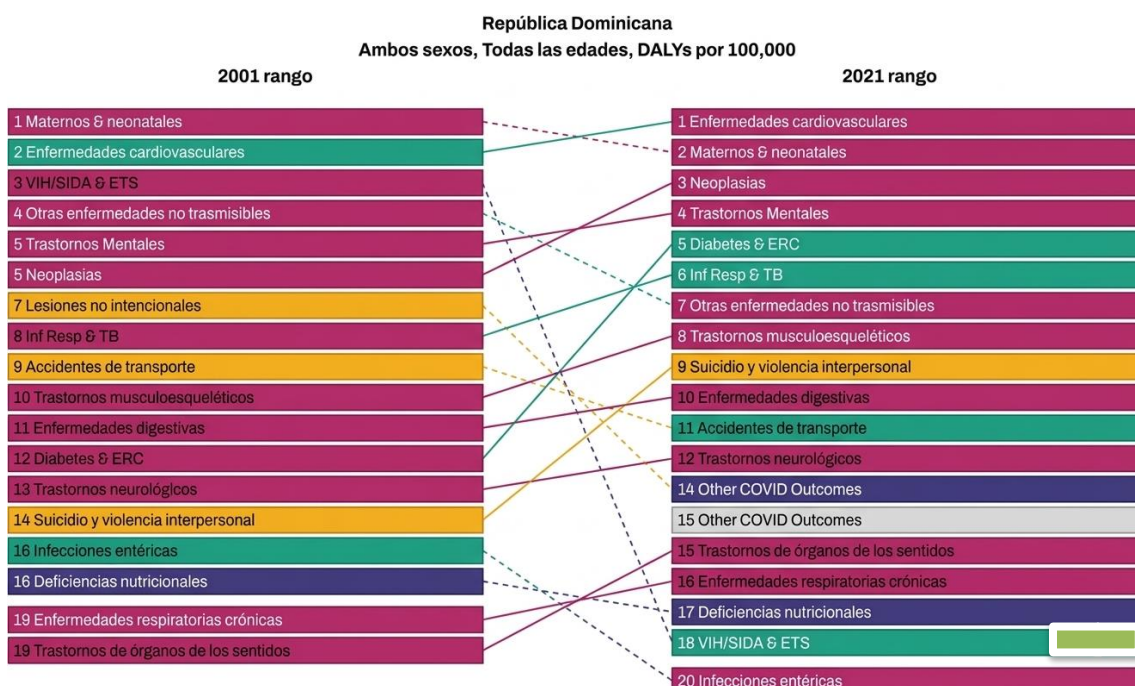 República Dominicana
Ambos sexos, Todas las edades, DALYs por 100,000
2001 rango
1 Maternos & neonatales
2 Enfermedades cardiovasculares
3 VIH/SIDA & ETS
4 Otras enfermedades no trasmisibles
5 Trastornos Mentales
5 Neoplasias
7 Lesiones no intencionales
8 Inf Resp & TB
9 Accidentes de transporte
10 Trastornos musculoesqueléticos
11 Enfermedades digestivas
12 Diabetes & ERC
13 Trastornos neurológlcos
14 Suicidio y violencia interpersonal
16 Infecciones entéricas
16 Deficiencias nutricionales
19 Enfermedades respiratorias crónicas
19 Trastornos de órganos de los sentidos
2021 rango
1 Enfermedades cardiovasculares
2 Maternos & neonatales
3 Neoplasias
4 Trastornos Mentales
5 Diabetes & ERC
6 Inf Resp & TB
7 Otras enfermedades no trasmisibles
8 Trastornos musculoesqueléticos
9 Suicidio y violencia interpersonal
10 Enfermedades digestivas
11 Accidentes de transporte
12 Trastornos neurológicos
14 Other COVID Outcomes
15 Other COVID Outcomes
15 Trastornos de órganos de los sentidos
16 Enfermedades respiratorias crónicas
17 Deficiencias nutricionales
18 VIH/SIDA & ETS
20 Infecciones entéricas